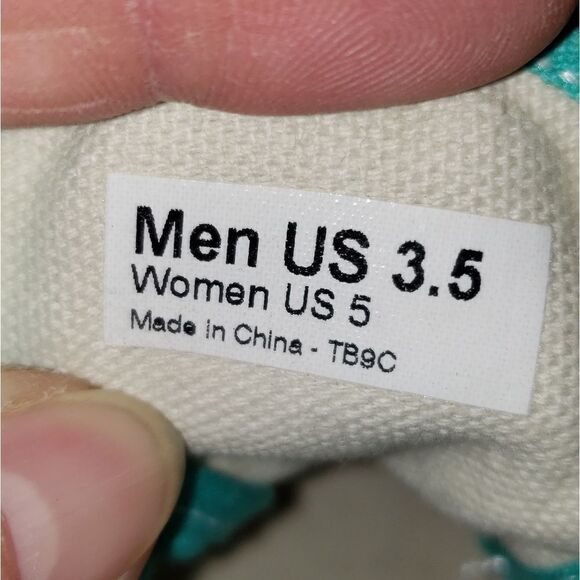 Men US 3.5
Women US 5
Made in China - TB9C